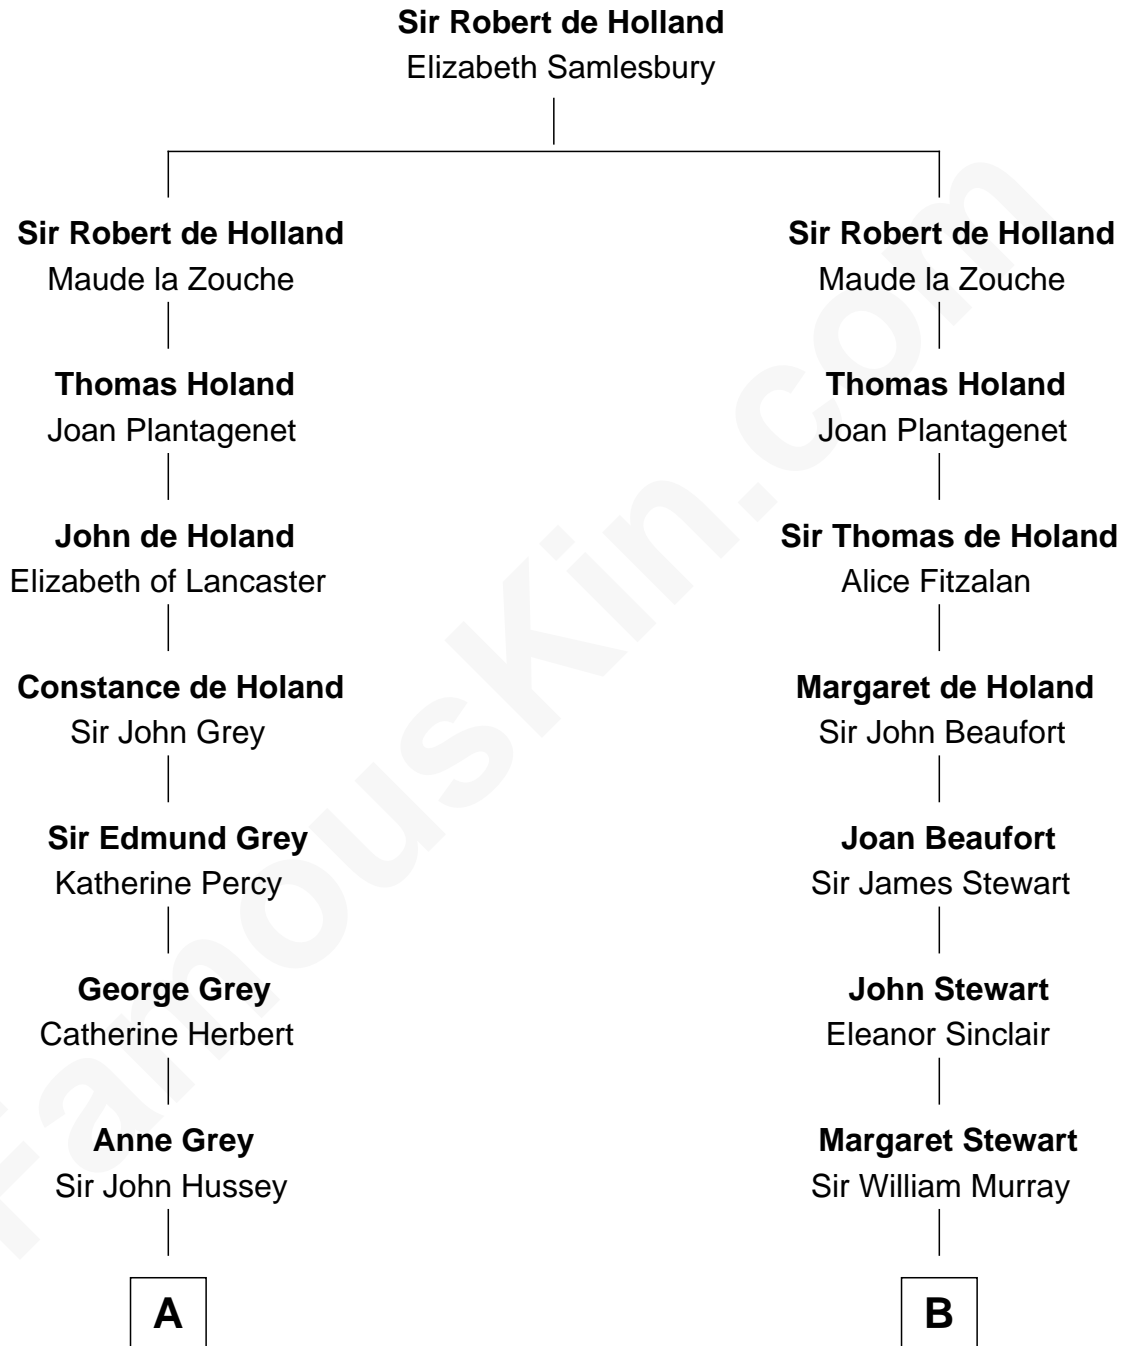 Sir Robert de Holland
Elizabeth Samlesbury
Sir Robert de Holland
Maude la Zouche
Sir Robert de Holland
Maude la Zouche
Thomas Holand
Joan Plantagenet
Thomas Holand
Joan Plantagenet
John de Holand
Elizabeth of Lancaster
Sir Thomas de Holand
Alice Fitzalan
Constance de Holand
Sir John Grey
Margaret de Holand
Sir John Beaufort
Sir Edmund Grey
Katherine Percy
Joan Beaufort
Sir James Stewart
George Grey
Catherine Herbert
John Stewart
Eleanor Sinclair
Anne Grey
Sir John Hussey
Margaret Stewart
Sir William Murray
A
B
FamousKin.com